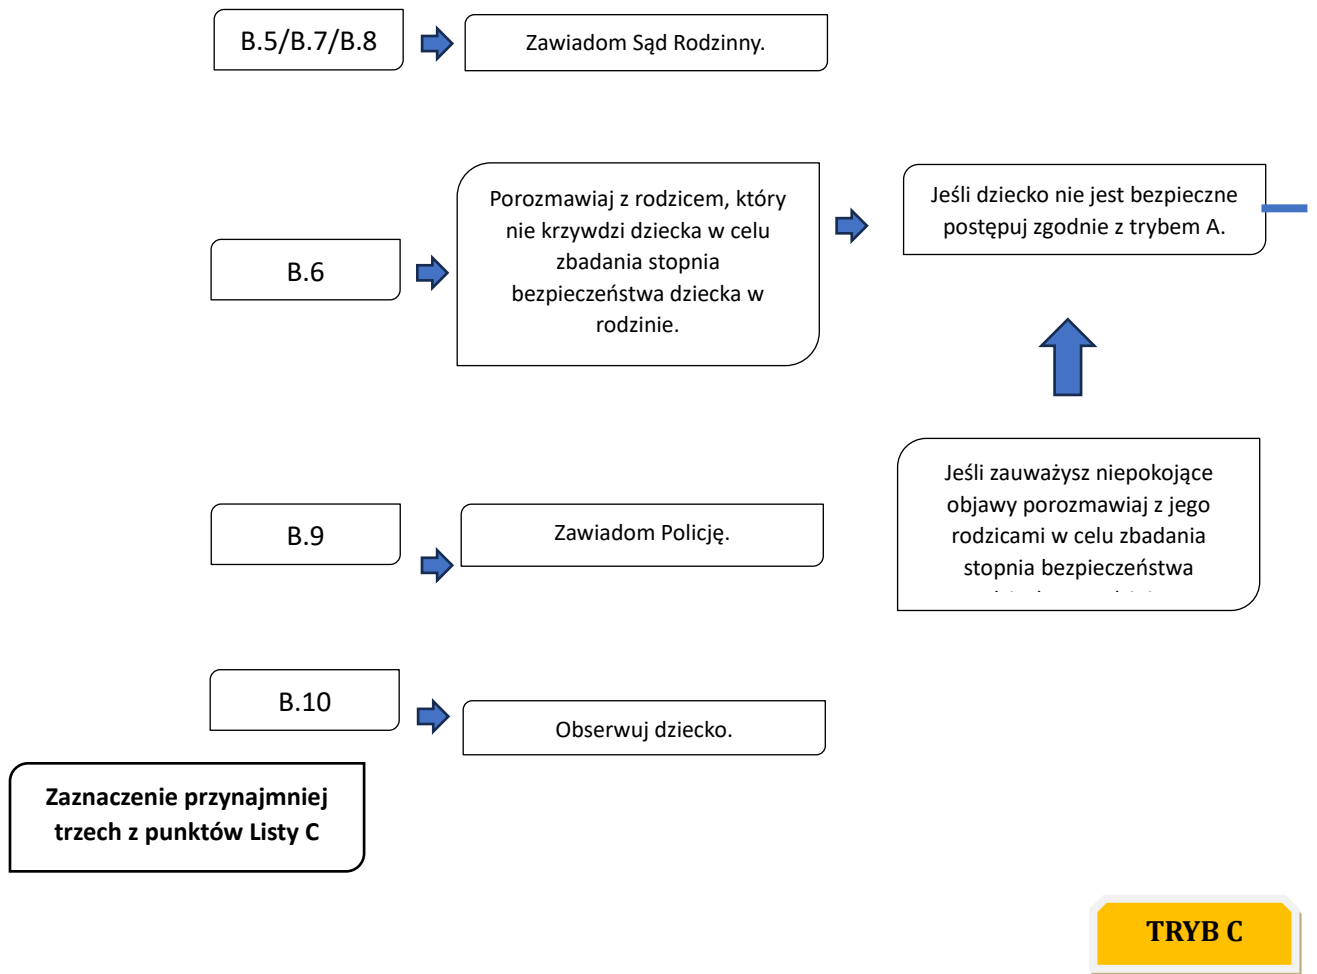 B.5/B.7/B.8
Zawiadom Sąd Rodzinny.
B.6
Porozmawiaj z rodzicem, który
nie krzywdzi dziecka w celu
zbadania stopnia
bezpieczeństwa dziecka w
rodzinie.
Jeśli dziecko nie jest bezpieczne
postępuj zgodnie z trybem A.
Jeśli zauważysz niepokojące
objawy porozmawiaj z jego
rodzicami w celu zbadania
stopnia bezpieczeństwa
B.9
Zawiadom Policję.
B.10
Obserwuj dziecko.
Zaznaczenie przynajmniej
trzech z punktów Listy C
TRYB C